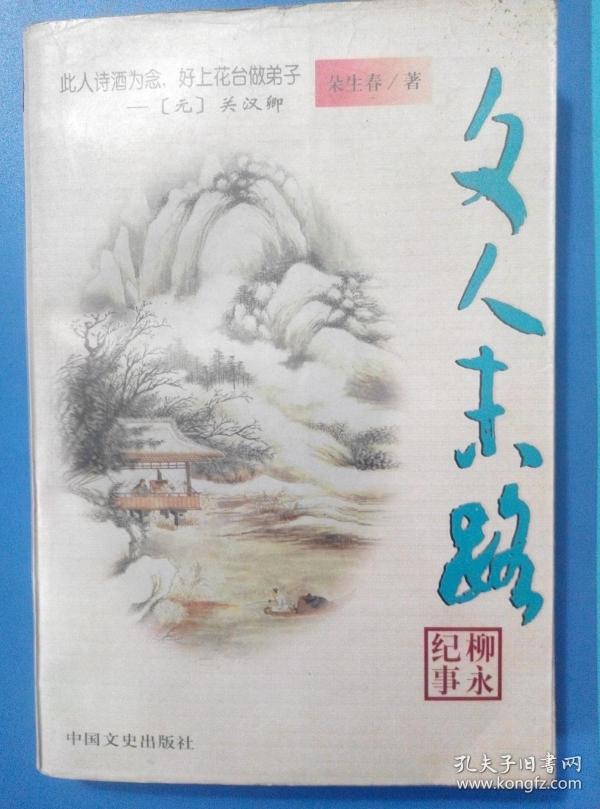 此人诗酒为念,好上花台做弟子
—〔元〕关汉卿
朵生春/著
文人末路
柳永
纪事
中国文史出版社
孔夫子旧书网
kongfz.com